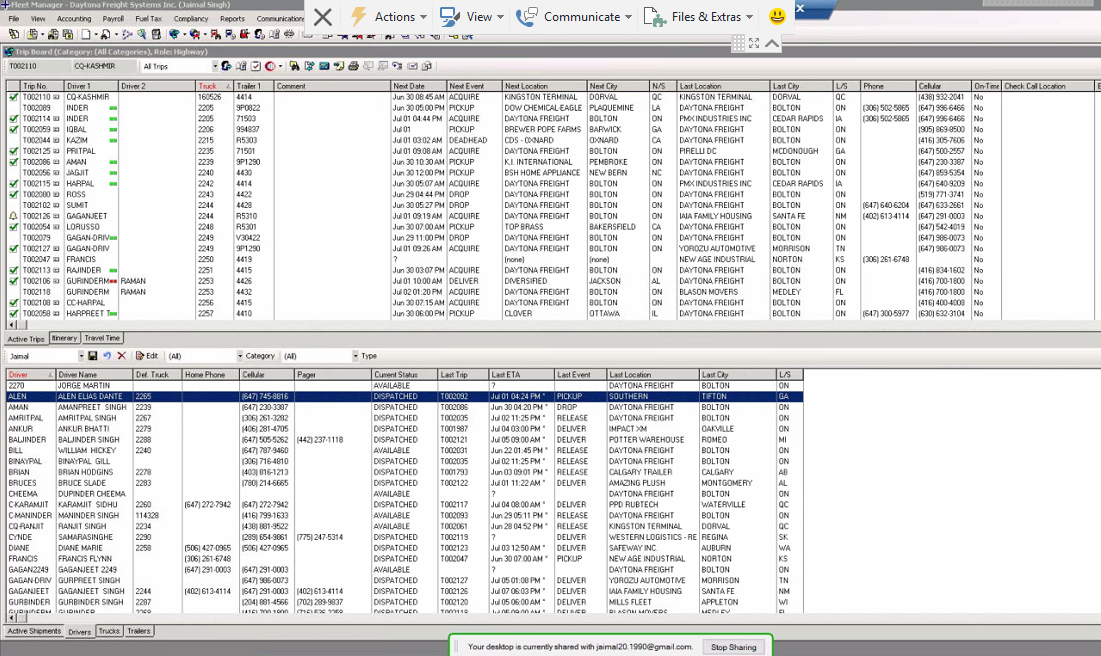 Fleet Manager - Daytona Freight Systems Inc. (Jaimal Singh)
File View Accounting Payroll Fuel Tax Compliancy Reports
Actions View Communicate Files & Extras
Trip Board (Category: (All Categories), Role: Highway)
T002110 CQ-KASHMIR All Trips
Trip No. Driver 1 Driver 2 Truck Trailer 1 Comment Next Date Next Event Next Location Next City N/S Last Location Last City L/S Phone Cellular On-Time Check Call Location
T002110 CQ-KASHMIR 160526 4414 Jun 30 08:45 AM ACQUIRE KINGSTON TERMINAL DORVAL QC KINGSTON TERMINAL DORVAL QC (438) 932-2041 No
T002089 INDER 2205 9P0822 Jun 30 05:00 PM PICKUP DOW CHEMICAL-EAGLE PLAQUEMINE LA DAYTONA FREIGHT BOLTON ON (306) 502-5865 (647) 996-6466 No
T002114 INDER 2205 71503 Jul 01 04:44 PM ACQUIRE DAYTONA FREIGHT BOLTON ON PMX INDUSTRIES INC CEDAR RAPIDS IA (306) 502-5865 (647) 996-6466 No
T002059 IQBAL 2206 994837 Jul 01 PICKUP BREWER POPE FARMS BARWICK GA DAYTONA FREIGHT BOLTON ON (905) 869-8500 No
T002044 KAZIM 2215 R5303 Jul 01 03:02 AM DEADHEAD CDS - OXNARD OXNARD CA DAYTONA FREIGHT BOLTON ON (416) 305-7606 No
T002125 PRITPAL 2235 71501 Jul 01 09:08 AM ACQUIRE DAYTONA FREIGHT BOLTON ON PIRELLI DC MCDONOUGH GA (647) 500-2557 No
T002086 AMAN 2239 9P1290 Jun 30 10:30 AM PICKUP K.I. INTERNATIONAL PEMBROKE ON DAYTONA FREIGHT BOLTON ON (647) 230-3387 No
T002056 JAGJIT 2240 4430 Jun 30 12:00 PM PICKUP BSH HOME APPLIANCE NEW BERN NC DAYTONA FREIGHT BOLTON ON (647) 859-5354 No
T002115 HARPAL 2242 4414 Jun 30 05:07 AM ACQUIRE DAYTONA FREIGHT BOLTON ON PMX INDUSTRIES INC CEDAR RAPIDS IA (647) 640-9209 No
T002080 ROSS 2243 4422 Jun 29 04:44 PM DROP DAYTONA FREIGHT BOLTON ON DAYTONA FREIGHT BOLTON ON (519) 771-3741 No
T002102 SUMIT 2244 4428 Jun 30 05:27 PM DROP DAYTONA FREIGHT BOLTON ON DAYTONA FREIGHT BOLTON ON (647) 640-6204 (647) 633-2661 No
T002126 GAGANJEET 2244 R5310 Jul 01 09:19 AM ACQUIRE DAYTONA FREIGHT BOLTON ON IAIA FAMILY HOUSING SANTA FE NM (402) 613-4114 (647) 291-0003 No
T002054 LORUSSO 2248 R5301 Jun 30 07:00 AM PICKUP TOP BRASS BAKERSFIELD CA DAYTONA FREIGHT BOLTON ON (647) 542-4019 No
T002079 GAGAN-DRIV 2249 V30422 Jun 29 11:00 PM DROP DAYTONA FREIGHT BOLTON ON DAYTONA FREIGHT BOLTON ON (647) 986-0073 No
T002127 GAGAN-DRIV 2249 9P1290 Jul 01 09:26 AM ACQUIRE DAYTONA FREIGHT BOLTON ON YOROZU AUTOMOTIVE MORRISON TN (647) 986-0073 No
T002047 FRANCIS 2250 4419 ? (none) (none) NEW AGE INDUSTRIAL NORTON KS (306) 261-6748 No
T002113 RAJINDER 2251 4415 Jun 30 03:07 PM ACQUIRE DAYTONA FREIGHT BOLTON ON DAYTONA FREIGHT BOLTON ON (416) 834-1602 No
T002106 GURINDERM RAMAN 2253 4426 Jul 01 10:00 AM DELIVER DIVERSIFIED JACKSON AL DAYTONA FREIGHT BOLTON ON (416) 700-1800 No
T002118 GURINDERM RAMAN 2253 4432 Jul 02 01:20 PM ACQUIRE DAYTONA FREIGHT BOLTON ON BLASON MOVERS MEDLEY FL (416) 700-1800 No
T002108 CC-HARPAL 2256 4415 Jun 30 07:15 AM ACQUIRE DAYTONA FREIGHT BOLTON ON DAYTONA FREIGHT BOLTON ON (416) 400-4008 No
T002058 HARPREET T 2257 4410 Jun 30 06:00 PM PICKUP CLOVER OTTAWA IL DAYTONA FREIGHT BOLTON ON (647) 300-5977 (630) 632-3104 No
Active Trips Itinerary Travel Time
Jaimal Edit (All) Category (All) Type
Driver Driver Name Def. Truck Home Phone Cellular Pager Current Status Last Trip Last ETA Last Event Last Location Last City L/S
2270 JORGE MARTIN AVAILABLE ? DAYTONA FREIGHT BOLTON ON
ALEN ALEN ELIAS DANTE 2265 (647) 745-8816 DISPATCHED T002092 Jul 01 04:24 PM * PICKUP SOUTHERN TIFTON GA
AMAN AMANPREET SINGH 2239 (647) 230-3387 DISPATCHED T002086 Jun 30 04:20 PM * DROP DAYTONA FREIGHT BOLTON ON
AMRITPAL AMRITPAL SINGH 2267 (306) 261-3282 DISPATCHED T002035 Jul 02 11:25 PM * RELEASE DAYTONA FREIGHT BOLTON ON
ANKUR ANKUR BHATTI 2279 (406) 281-4705 DISPATCHED T001987 Jul 04 03:00 PM * DELIVER IMPACT XM OAKVILLE ON
BALJINDER BALJINDER SINGH 2288 (647) 505-5262 (442) 237-1118 DISPATCHED T002121 Jul 05 09:00 AM * DELIVER POTTER WAREHOUSE ROMEO MI
BILL WILLIAM HICKEY 2240 (647) 787-9460 DISPATCHED T002031 Jun 22 01:45 PM * RELEASE DAYTONA FREIGHT BOLTON ON
BINAYPAL BINAYPAL GILL (306) 716-4810 DISPATCHED T002035 Jul 02 11:25 PM * RELEASE DAYTONA FREIGHT BOLTON ON
BRIAN BRIAN HODGINS 2278 (403) 816-1213 DISPATCHED T001793 Jun 03 09:01 PM * RELEASE CALGARY TRAILER CALGARY AB
BRUCES BRUCE SLADE 2283 (780) 214-6665 DISPATCHED T002122 Jul 01 11:22 AM * DELIVER AMAZING PLUSH MONTGOMERY AL
CHEEMA DUPINDER CHEEMA AVAILABLE ? DAYTONA FREIGHT BOLTON ON
C-KARAMJIT KARAMJIT SIDHU 2260 (647) 272-7942 (647) 272-7942 DISPATCHED T002117 Jul 04 08:00 AM * DELIVER PPD RUBTECH WATERVILLE QC
C-MANINDER MANINDER SINGH 114328 (416) 799-1633 AVAILABLE T002093 Jun 29 05:11 PM * RELEASE DAYTONA FREIGHT BOLTON ON
CQ-RANJIT RANJIT SINGH 2234 (438) 881-9522 AVAILABLE T002061 Jun 28 04:52 PM * RELEASE KINGSTON TERMINAL DORVAL QC
CYNDE SAMARASINGHE 2290 (289) 654-9861 (775) 247-5314 DISPATCHED T002119 ? DELIVER WESTERN LOGISTICS - RE REGINA SK
DIANE DIANE MARIE 2258 (506) 427-0965 (506) 427-0965 DISPATCHED T002123 Jul 03 12:50 AM * DELIVER SAFEWAY INC. AUBURN WA
FRANCIS FRANCIS FLYNN (306) 261-6748 DISPATCHED T002047 Jun 30 07:00 AM * PICKUP NEW AGE INDUSTRIAL NORTON KS
GAGAN2249 GAGANJEET 2249 (647) 291-0003 (647) 291-0003 AVAILABLE ? DAYTONA FREIGHT BOLTON ON
GAGAN-DRIV GURPREET SINGH (647) 986-0073 DISPATCHED T002127 Jul 05 01:08 PM * DELIVER YOROZU AUTOMOTIVE MORRISON TN
GAGANJEET GAGANJEET SINGH 2244 (402) 613-4114 (647) 291-0003 (402) 613-4114 DISPATCHED T002126 Jul 07 06:03 PM * DELIVER IAIA FAMILY HOUSING SANTA FE NM
GURBINDER GURBINDER SINGH 2287 (204) 881-4566 (702) 289-9837 DISPATCHED T002120 Jul 05 06:00 AM * DELIVER MILLS FLEET APPLETON WI
Active Shipments Drivers Trucks Trailers
Your desktop is currently shared with jaimal20.1990@gmail.com. Stop Sharing